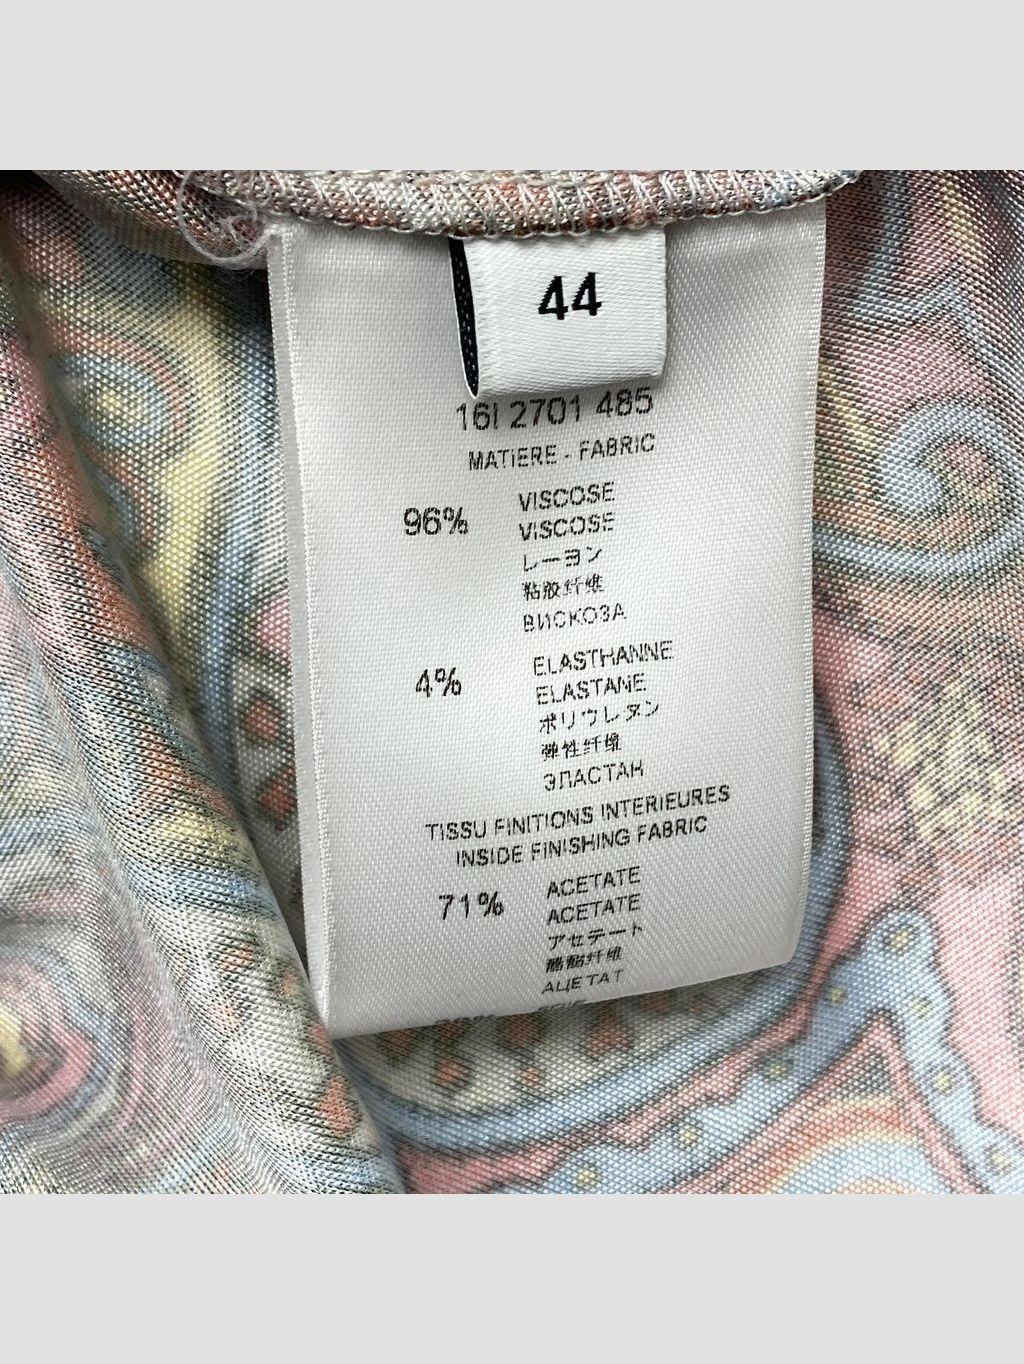 44
16I 2701 485
MATIERE - FABRIC
96% VISCOSE
VISCOSE
レーヨン
粘胶纤维
ВИСКОЗА
4% ELASTHANNE
ELASTANE
ポリウレタン
弹性纤维
ЭЛАСТАН
TISSU FINITIONS INTERIEURES
INSIDE FINISHING FABRIC
71% ACETATE
ACETATE
アセテート
醋酯纤维
АЦЕТАТ